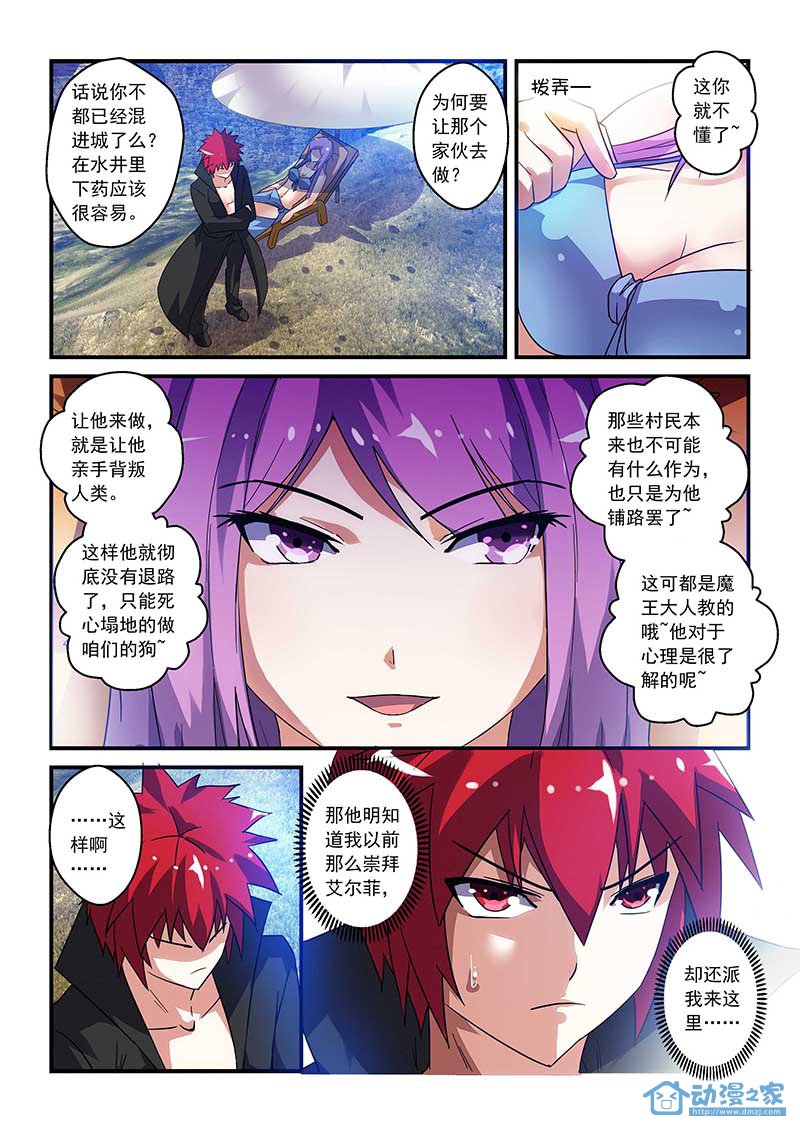 话说你不
都已经混
进城了么？
在水井里
下药应该
很容易。
为何要
让那个
家伙去
做？
拨弄—
这你
就不
懂了~
让他来做，
就是让他
亲手背叛
人类。
这样他就彻
底没有退路
了，只能死
心塌地的做
咱们的狗~
那些村民本
来也不可能
有什么作为，
也只是为他
铺路罢了~
这可都是魔
王大人教的
哦~他对于
心理是很了
解的呢~
……这
样啊
……
那他明知
道我以前
那么崇拜
艾尔菲，
却还派
我来这
里……
动漫之家
http://www.dmzj.com